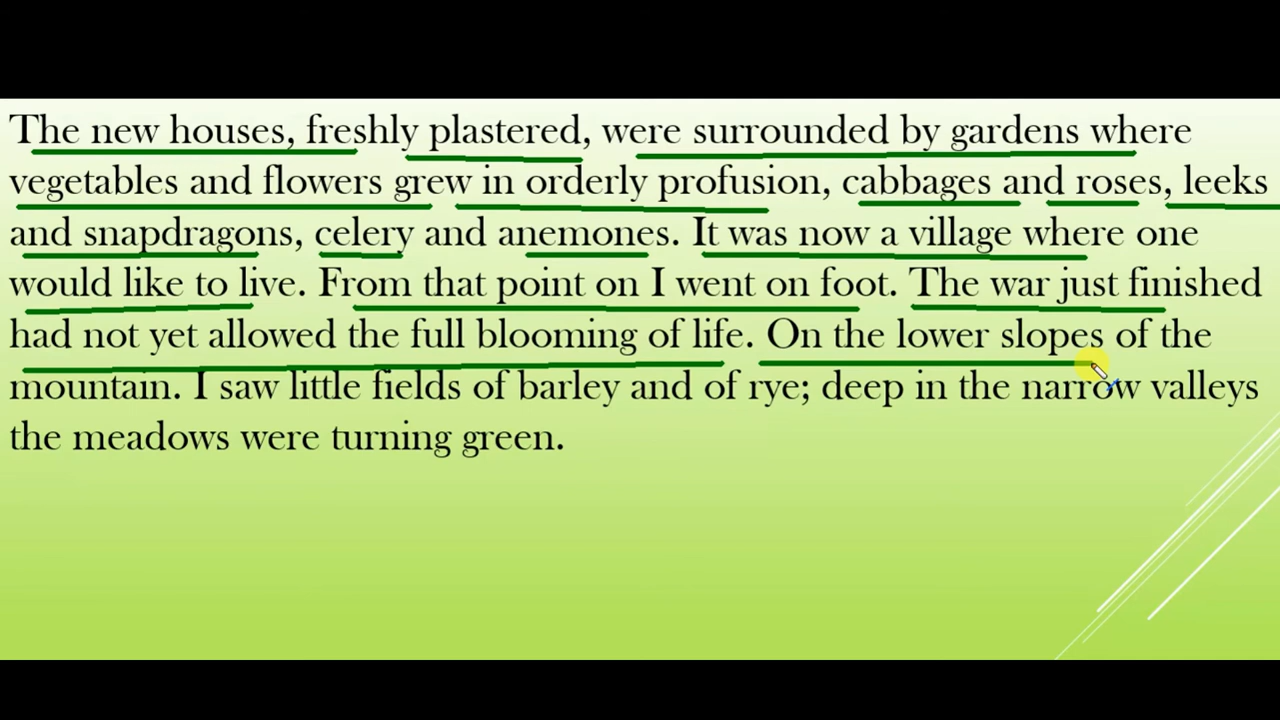 The new houses, freshly plastered, were surrounded by gardens where
vegetables and flowers grew in orderly profusion, cabbages and roses, leeks
and snapdragons, celery and anemones. It was now a village where one
would like to live. From that point on I went on foot. The war just finished
had not yet allowed the full blooming of life. On the lower slopes of the
mountain. I saw little fields of barley and of rye; deep in the narrow valleys
the meadows were turning green.